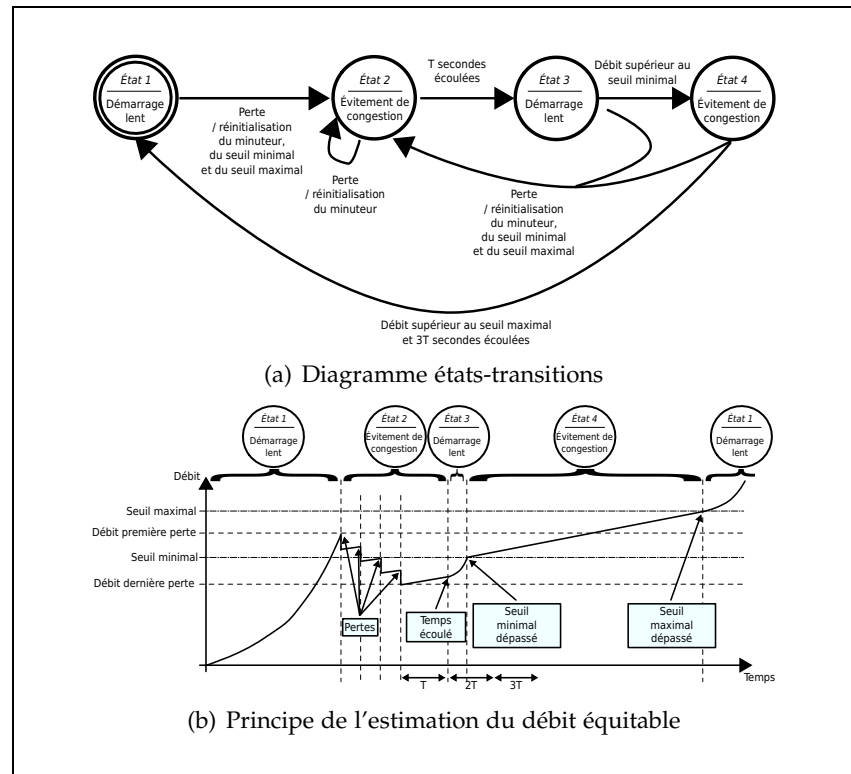 État 1
Démarrage
lent
État 2
Évitement de
congestion
T secondes
écoulées
État 3
Démarrage
lent
Débit supérieur au
seuil minimal
État 4
Évitement de
congestion
Perte
/ réinitialisation
du minuteur,
du seuil minimal
et du seuil maximal
Perte
/ réinitialisation
du minuteur
Perte
/ réinitialisation
du minuteur,
du seuil minimal
et du seuil maximal
Débit supérieur au seuil maximal
et 3T secondes écoulées
(a) Diagramme états-transitions
État 1
Démarrage
lent
État 2
Évitement de
congestion
État 3
Démarrage
lent
État 4
Évitement de
congestion
État 1
Démarrage
lent
Débit
Seuil maximal
Débit première perte
Seuil minimal
Débit dernière perte
Pertes
Temps
écoulé
Seuil
minimal
dépassé
Seuil
maximal
dépassé
T
2T
3T
Temps
(b) Principe de l'estimation du débit équitable